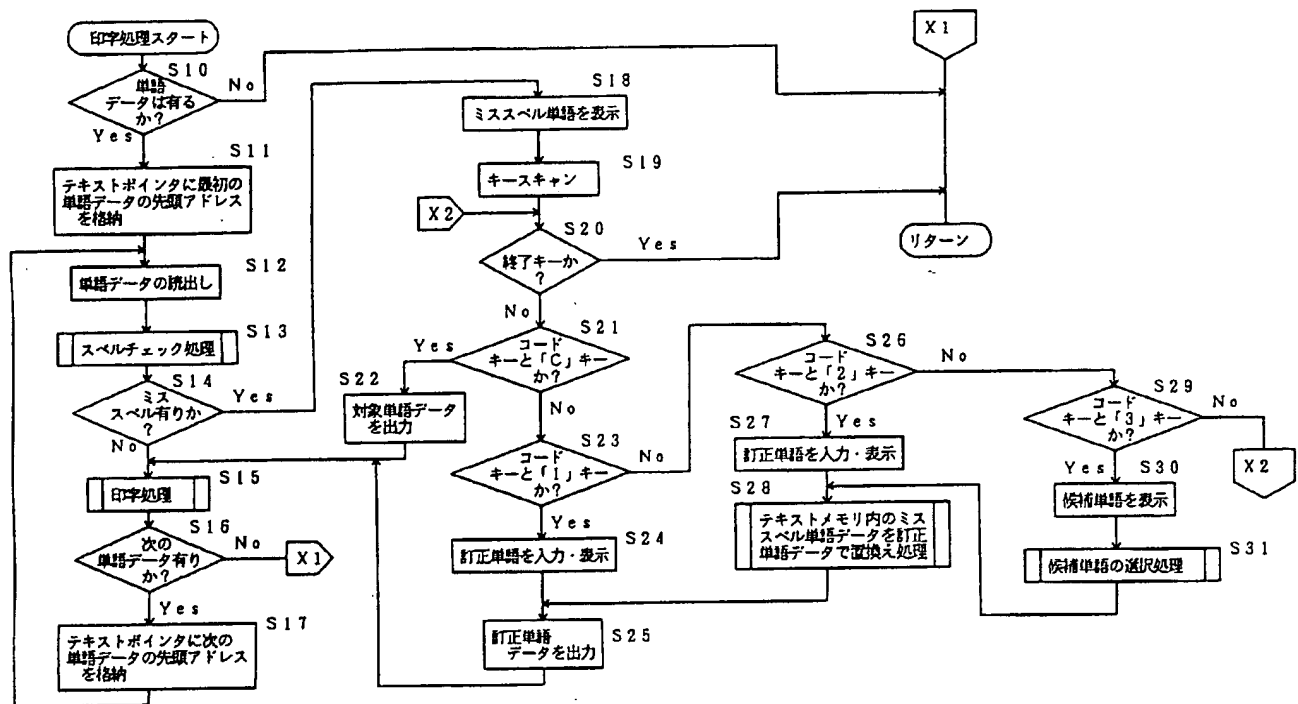 印字処理スタート
S10
単語
データは有る
か?
No
Yes
S11
テキストポインタに最初の
単語データの先頭アドレス
を格納
S12
単語データの読出し
S13
スペルチェック処理
S14
ミス
スペル有りか
?
Yes
No
S15
印字処理
S16
次の
単語データ有り
か?
No
X1
Yes
S17
テキストポインタに次の
単語データの先頭アドレス
を格納
S18
ミススペル単語を表示
S19
キースキャン
X2
S20
終了キーか
?
Yes
No
S21
コード
キーと「C」キー
か?
Yes
S22
対象単語データ
を出力
No
S23
コード
キーと「1」キー
か?
No
Yes
S24
訂正単語を入力・表示
S25
訂正単語
データを出力
S26
コード
キーと「2」キー
か?
No
Yes
S27
訂正単語を入力・表示
S28
テキストメモリ内のミス
スペル単語データを訂正
単語データで置換え処理
S29
コード
キーと「3」キー
か?
No
X2
Yes
S30
候補単語を表示
S31
候補単語の選択処理
X1
リターン